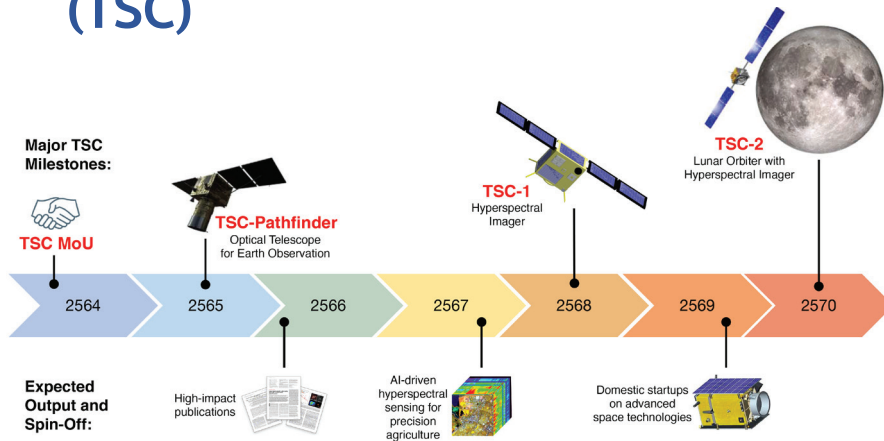 (TSC)
Major TSC
Milestones:
TSC MoU
TSC-Pathfinder
Optical Telescope
for Earth Observation
TSC-1
Hyperspectral
Imager
TSC-2
Lunar Orbiter with
Hyperspectral Imager
2564
2565
2566
2567
2568
2569
2570
Expected
Output and
Spin-Off:
High-impact
publications
AI-driven
hyperspectral
sensing for
precision
agriculture
Domestic startups
on advanced
space technologies